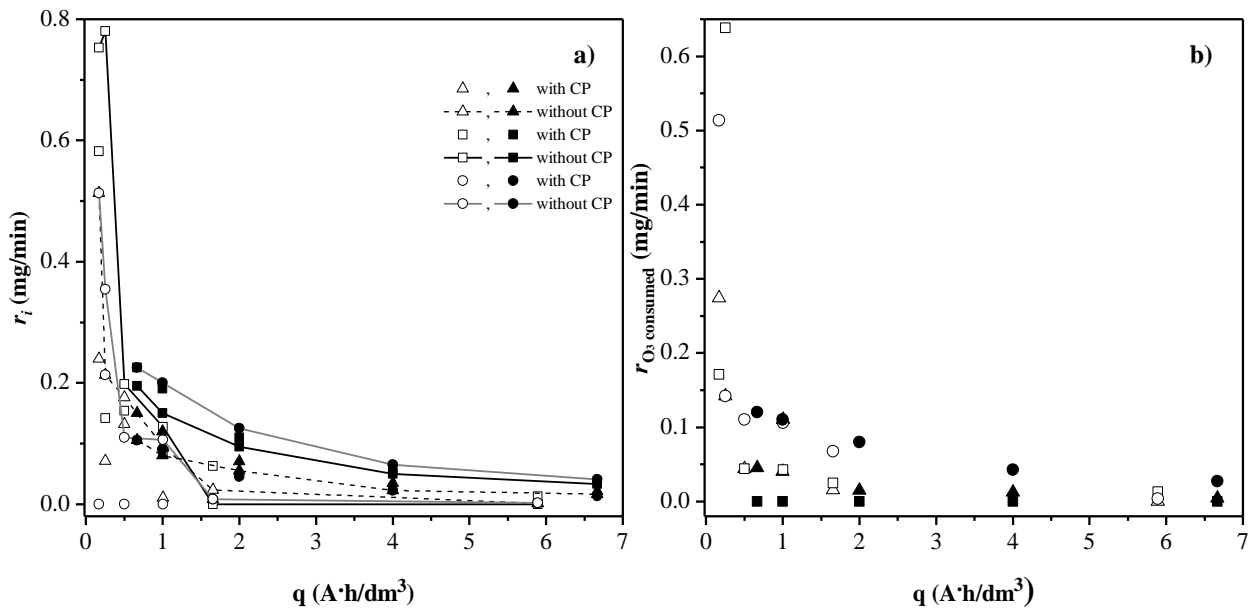 0.8
0.6
0.4
0.2
0.0
0 1 2 3 4 5 6 7
r_i (mg/min)
q (A·h/dm³)
a)
, with CP
, without CP
, with CP
, without CP
, with CP
, without CP
0.6
0.5
0.4
0.3
0.2
0.1
0.0
0 1 2 3 4 5 6 7
r_O₃ consumed (mg/min)
q (A·h/dm³)
b)